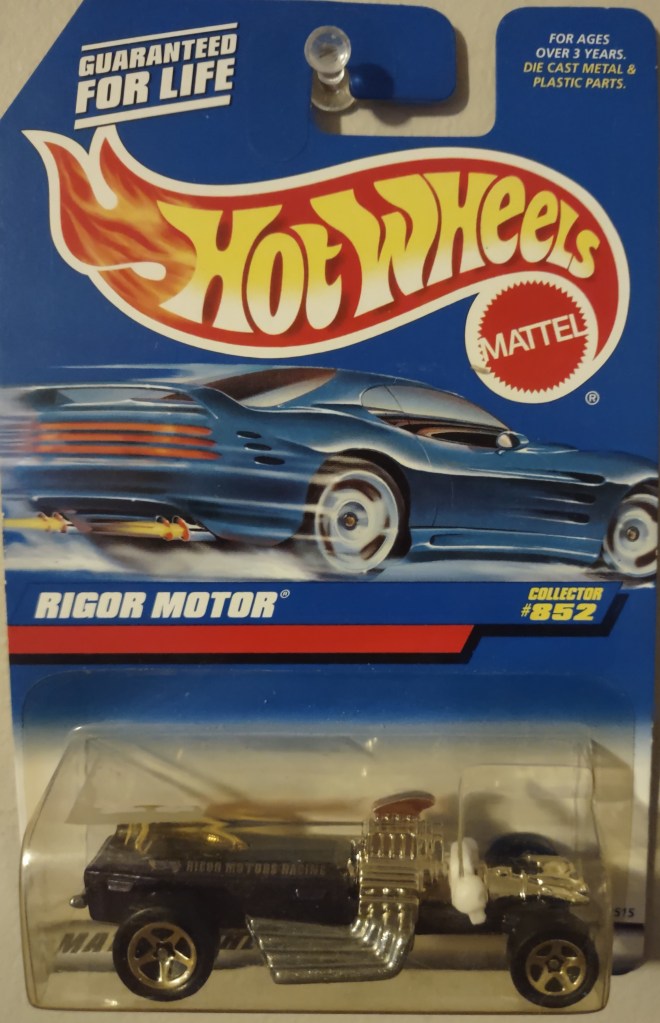 GUARANTEED
FOR LIFE
FOR AGES
OVER 3 YEARS.
DIE CAST METAL &
PLASTIC PARTS.
HOT WHEELS
MATTEL
®
RIGOR MOTOR®
COLLECTOR
#852
RIGOR MOTORS RACING